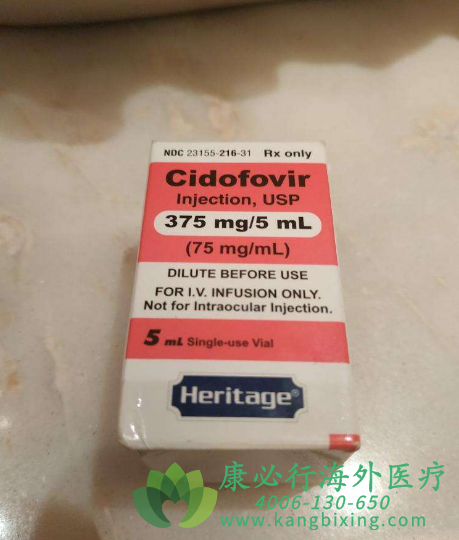 NDC 23155-216-31 Rx only
Cidofovir
Injection, USP
375 mg/5 mL
(75 mg/mL)
DILUTE BEFORE USE
FOR I.V. INFUSION ONLY.
Not for Intraocular Injection.
5 mL Single-use Vial
Heritage®
康必行海外医疗
4006-130-650
www.kangbixing.com